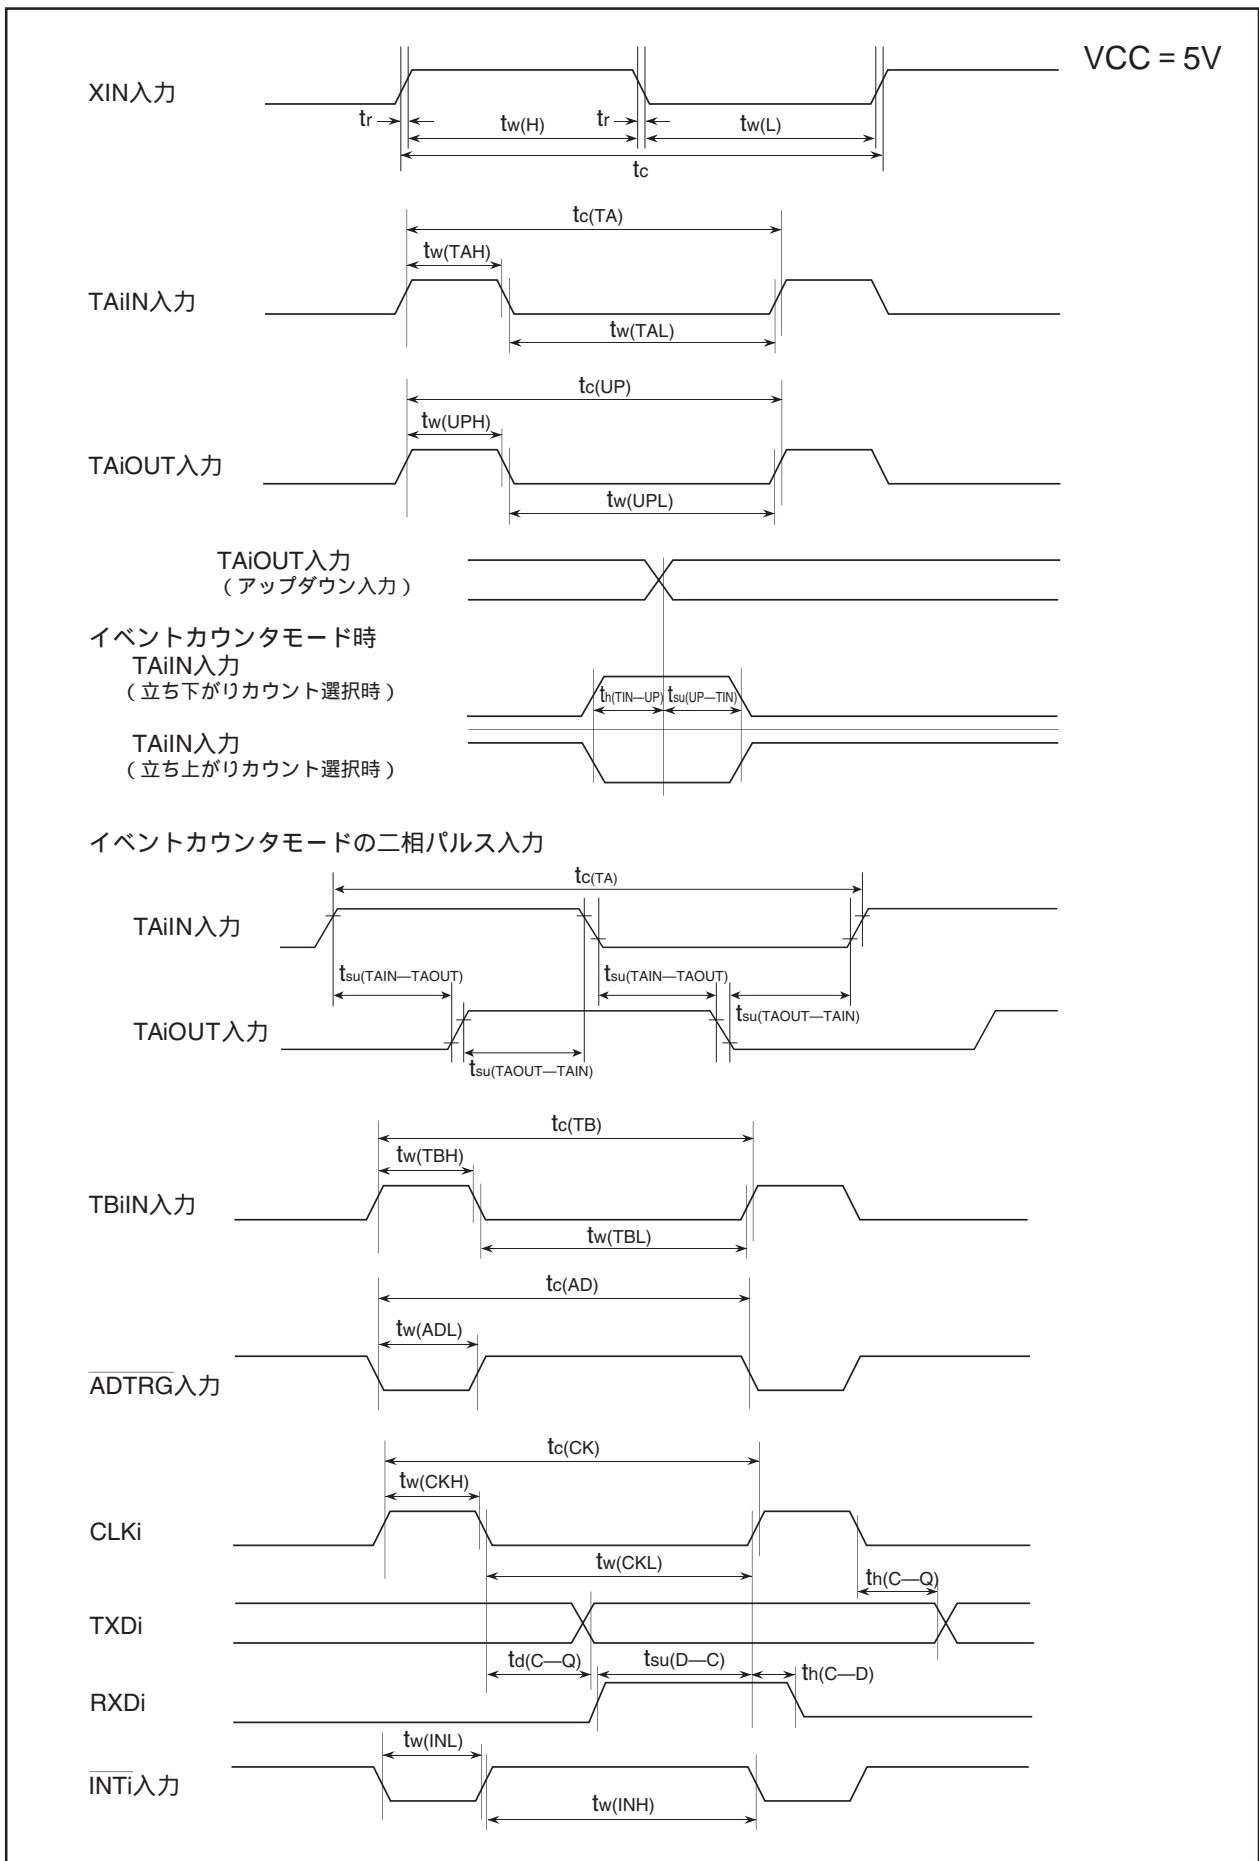 VCC = 5V
XIN入力
tr
tw(H)
tr
tw(L)
tc
tc(TA)
tw(TAH)
TAiIN入力
tw(TAL)
tc(UP)
tw(UPH)
TAiOUT入力
tw(UPL)
TAiOUT入力
(アップダウン入力)
イベントカウンタモード時
TAiIN入力
(立ち下がりカウント選択時)
th(TIN—UP)
tsu(UP—TIN)
TAiIN入力
(立ち上がりカウント選択時)
イベントカウンタモードの二相パルス入力
tc(TA)
TAiIN入力
tsu(TAIN—TAOUT)
tsu(TAIN—TAOUT)
tsu(TAOUT—TAIN)
TAiOUT入力
tsu(TAOUT—TAIN)
tc(TB)
tw(TBH)
TBiIN入力
tw(TBL)
tc(AD)
tw(ADL)
ADTRG入力
tc(CK)
tw(CKH)
CLKi
tw(CKL)
th(C—Q)
TXDi
td(C—Q)
tsu(D—C)
th(C—D)
RXDi
tw(INL)
INTi入力
tw(INH)